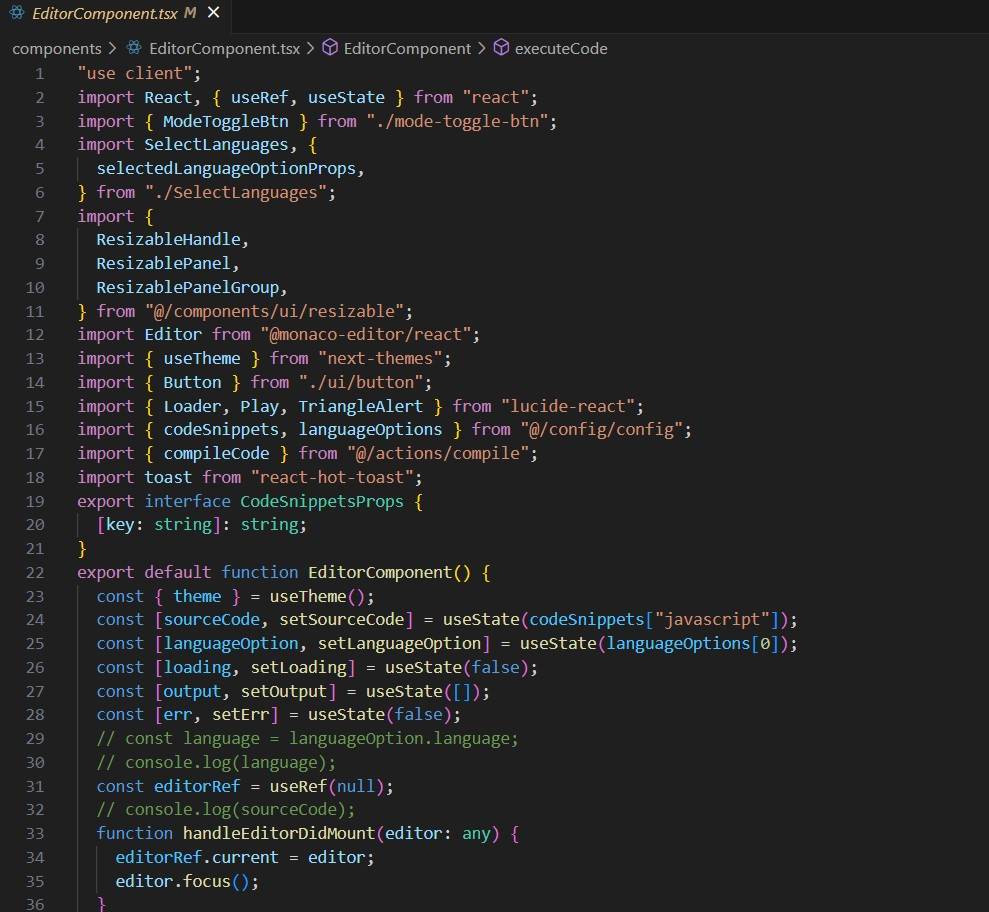 EditorComponent.tsx M ✕
components > EditorComponent.tsx > EditorComponent > executeCode
1 "use client";
2 import React, { useRef, useState } from "react";
3 import { ModeToggleBtn } from "./mode-toggle-btn";
4 import SelectLanguages, {
5   selectedLanguageOptionProps,
6 } from "./SelectLanguages";
7 import {
8   ResizableHandle,
9   ResizablePanel,
10   ResizablePanelGroup,
11 } from "@/components/ui/resizable";
12 import Editor from "@monaco-editor/react";
13 import { useTheme } from "next-themes";
14 import { Button } from "./ui/button";
15 import { Loader, Play, TriangleAlert } from "lucide-react";
16 import { codeSnippets, languageOptions } from "@/config/config";
17 import { compileCode } from "@/actions/compile";
18 import toast from "react-hot-toast";
19 export interface CodeSnippetsProps {
20   [key: string]: string;
21 }
22 export default function EditorComponent() {
23   const { theme } = useTheme();
24   const [sourceCode, setSourceCode] = useState(codeSnippets["javascript"]);
25   const [languageOption, setLanguageOption] = useState(languageOptions[0]);
26   const [loading, setLoading] = useState(false);
27   const [output, setOutput] = useState([]);
28   const [err, setErr] = useState(false);
29   // const language = languageOption.language;
30   // console.log(language);
31   const editorRef = useRef(null);
32   // console.log(sourceCode);
33   function handleEditorDidMount(editor: any) {
34     editorRef.current = editor;
35     editor.focus();
36   }